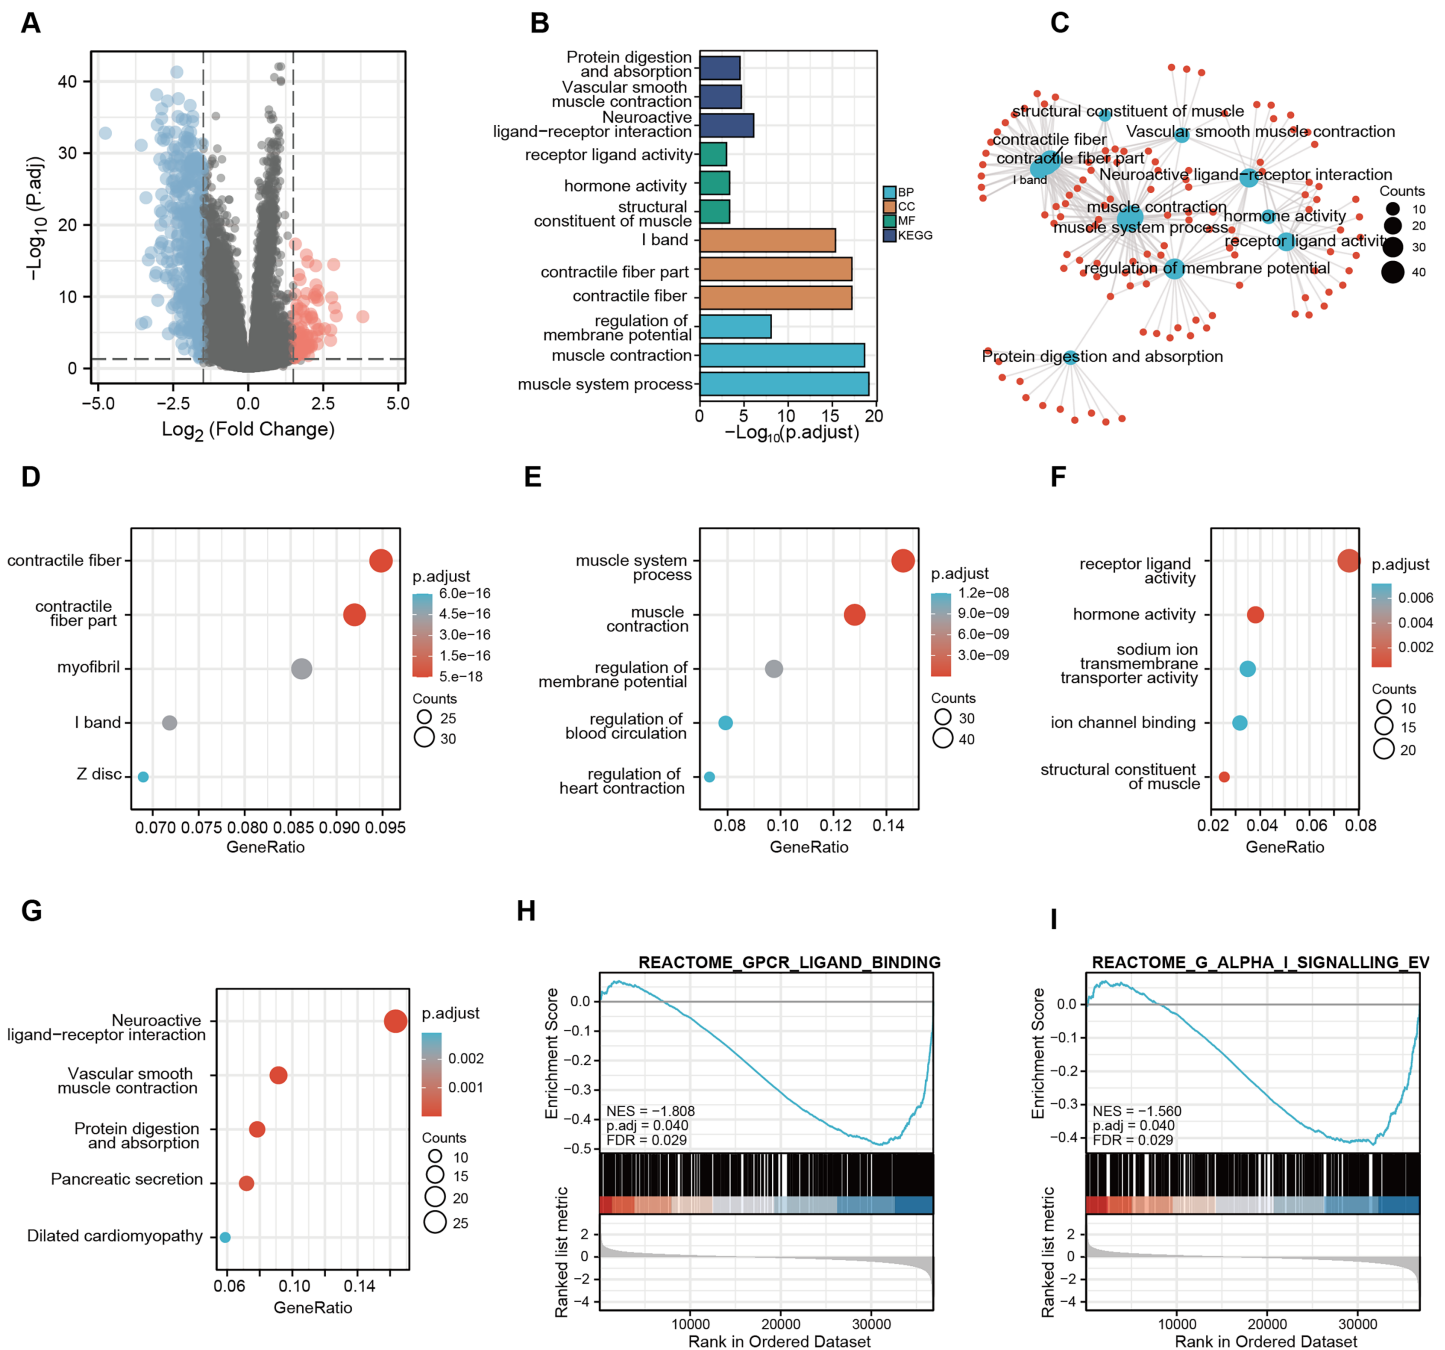 A
−Log10 (P.adj)
40
30
20
10
0
−5.0
−2.5
0.0
2.5
5.0
Log2 (Fold Change)
B
Protein digestion
and absorption
Vascular smooth
muscle contraction
Neuroactive
ligand−receptor interaction
receptor ligand activity
hormone activity
structural
constituent of muscle
I band
contractile fiber part
contractile fiber
regulation of
membrane potential
muscle contraction
muscle system process
0
5
10
15
20
−Log10(p.adjust)
BP
CC
MF
KEGG
C
structural constituent of muscle
Vascular smooth muscle contraction
contractile fiber
contractile fiber part
I band
Neuroactive ligand−receptor interaction
muscle contraction
hormone activity
muscle system process
receptor ligand activity
regulation of membrane potential
Protein digestion and absorption
Counts
10
20
30
40
D
contractile fiber
contractile
fiber part
myofibril
I band
Z disc
0.070
0.075
0.080
0.085
0.090
0.095
GeneRatio
p.adjust
6.0e−16
4.5e−16
3.0e−16
1.5e−16
5.e−18
Counts
25
30
E
muscle system
process
muscle
contraction
regulation of
membrane potential
regulation of
blood circulation
regulation of
heart contraction
0.08
0.10
0.12
0.14
GeneRatio
p.adjust
1.2e−08
9.0e−09
6.0e−09
3.0e−09
Counts
30
40
F
receptor ligand
activity
hormone activity
sodium ion
transmembrane
transporter activity
ion channel binding
structural constituent
of muscle
0.02
0.04
0.06
0.08
GeneRatio
p.adjust
0.006
0.004
0.002
Counts
10
15
20
G
Neuroactive
ligand−receptor interaction
Vascular smooth
muscle contraction
Protein digestion
and absorption
Pancreatic secretion
Dilated cardiomyopathy
0.06
0.10
0.14
GeneRatio
p.adjust
0.002
0.001
Counts
10
15
20
25
H
REACTOME_GPCR_LIGAND_BINDING
Enrichment Score
0.0
−0.1
−0.2
−0.3
−0.4
−0.5
NES = −1.808
p.adj = 0.040
FDR = 0.029
Ranked list metric
2
0
−2
−4
10000
20000
30000
Rank in Ordered Dataset
I
REACTOME_G_ALPHA_I_SIGNALLING_EV
Enrichment Score
0.0
−0.1
−0.2
−0.3
−0.4
NES = −1.560
p.adj = 0.040
FDR = 0.029
Ranked list metric
2
0
−2
−4
10000
20000
30000
Rank in Ordered Dataset